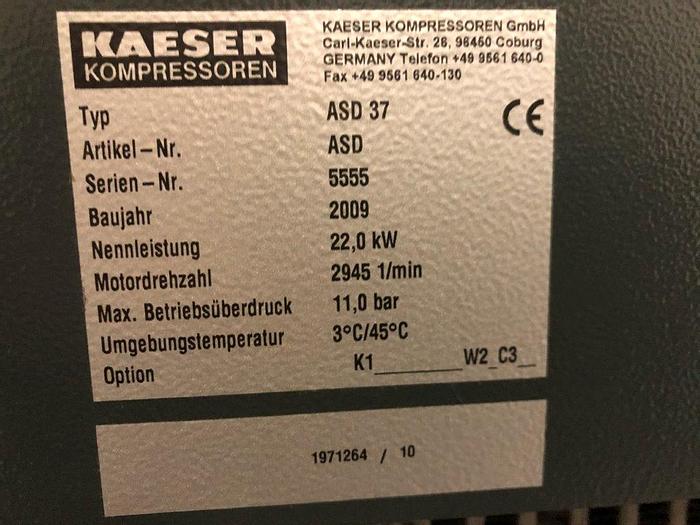 KAESER
KOMPRESSOREN
KAESER KOMPRESSOREN GmbH
Carl-Kaeser-Str. 26, 96450 Coburg
GERMANY Telefon +49 9561 640-0
Fax +49 9561 640-130
CE
Typ ASD 37
Artikel-Nr. ASD
Serien-Nr. 5555
Baujahr 2009
Nennleistung 22,0 kW
Motordrehzahl 2945 1/min
Max. Betriebsüberdruck 11,0 bar
Umgebungstemperatur 3°C/45°C
Option K1________W2_C3__
1971264 / 10